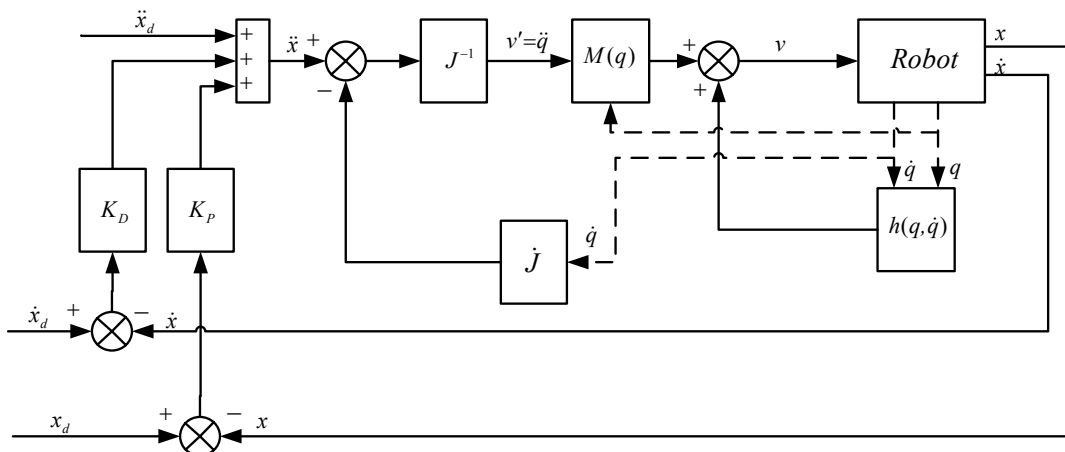 ẍ_d
+
+
+
ẍ
+
−
J⁻¹
v′=q̈
M(q)
+
+
v
Robot
x
ẋ
q̇
q
h(q,q̇)
K_D
K_P
J̇
q̇
ẋ_d
+
−
ẋ
x_d
+
−
x